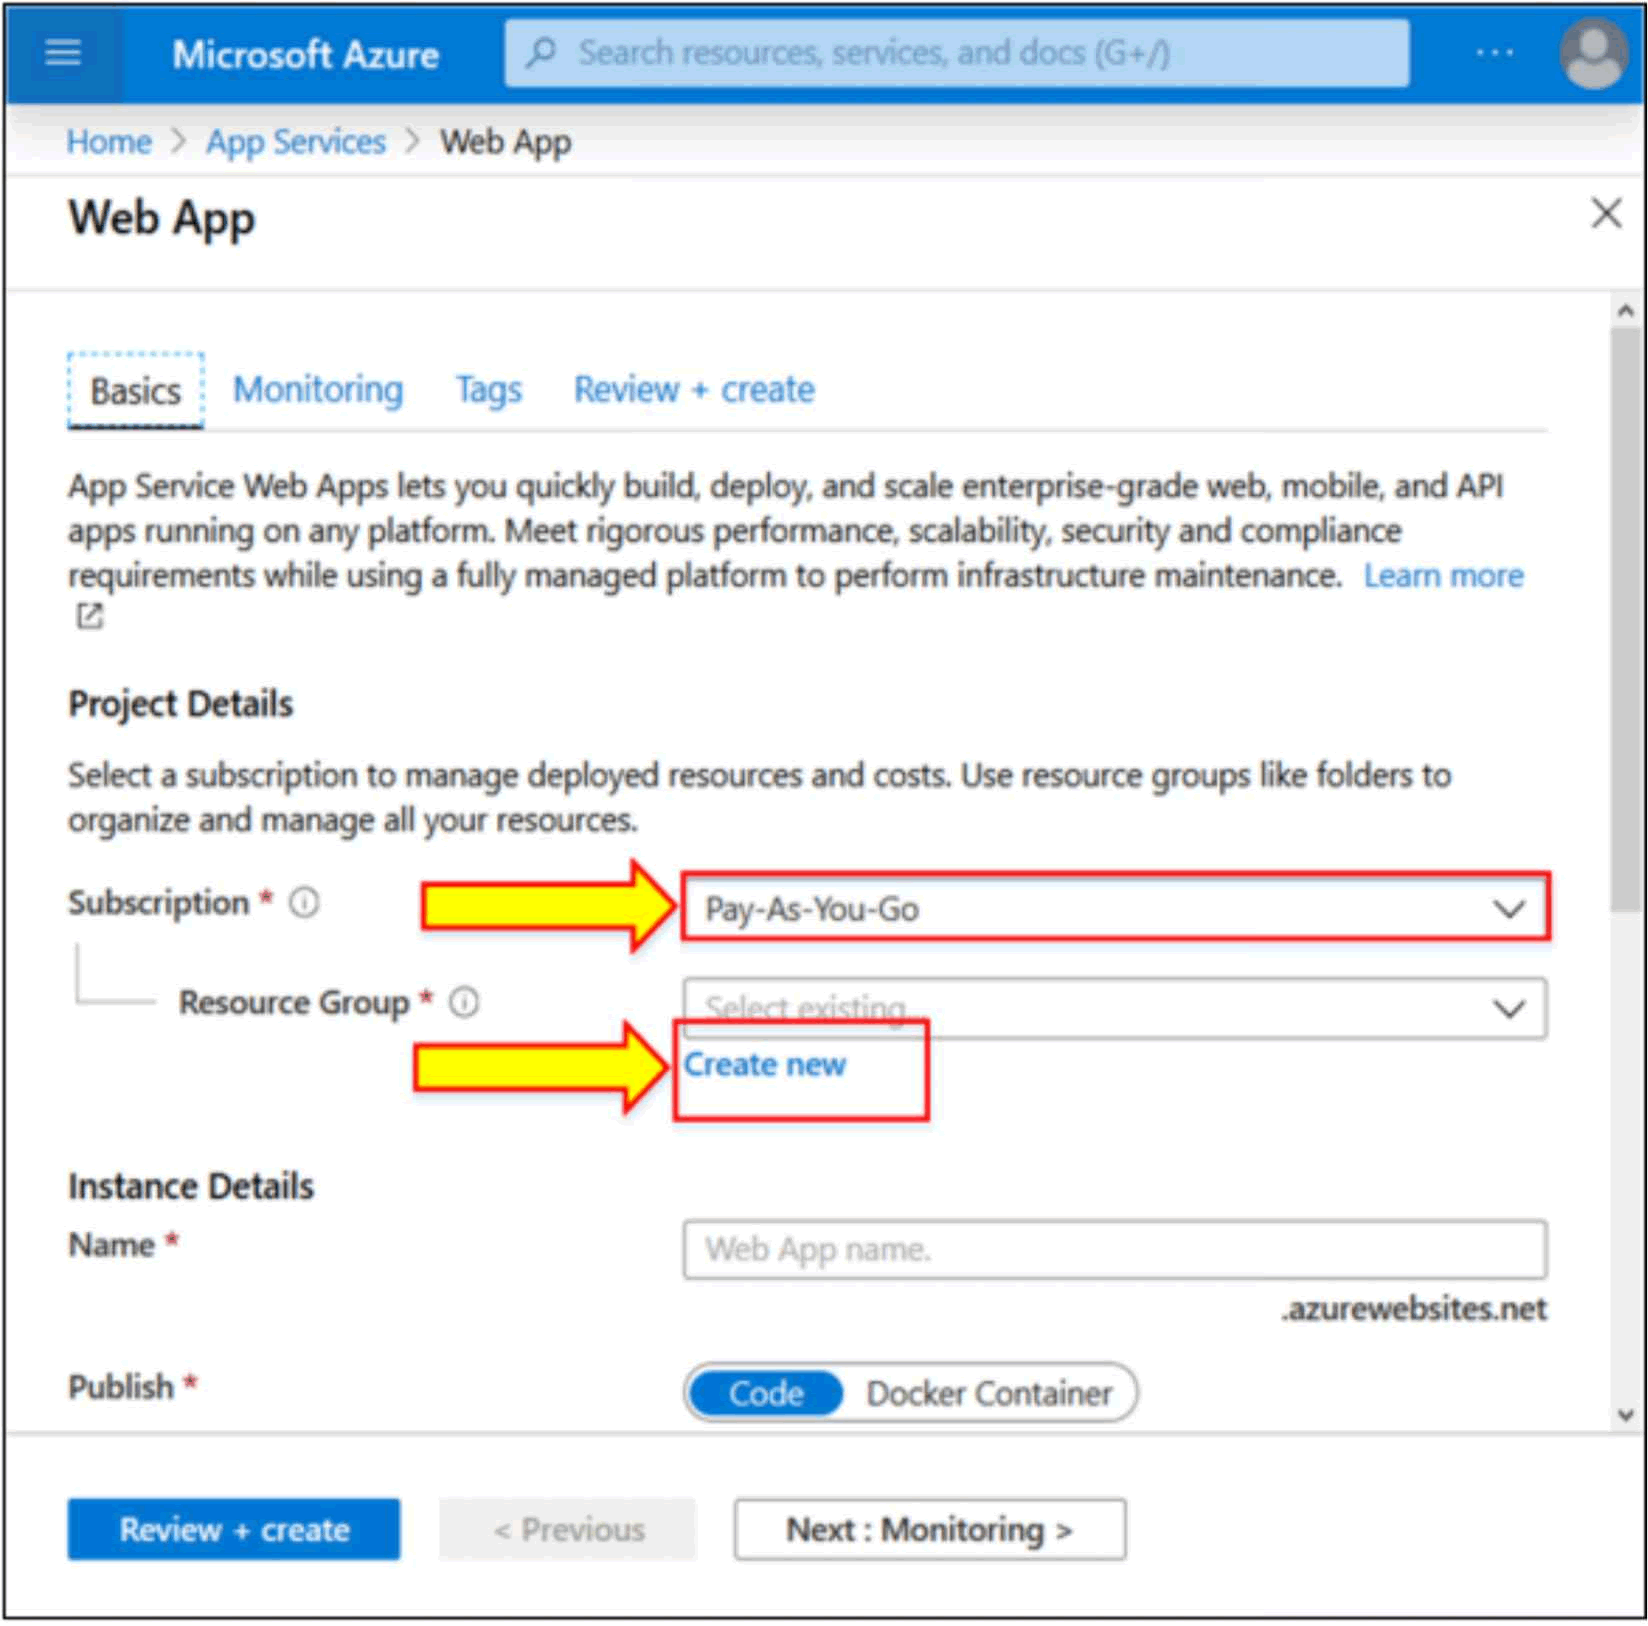 Microsoft Azure
Search resources, services, and docs (G+/)
...
Home > App Services > Web App
Web App
Basics Monitoring Tags Review + create
App Service Web Apps lets you quickly build, deploy, and scale enterprise-grade web, mobile, and API
apps running on any platform. Meet rigorous performance, scalability, security and compliance
requirements while using a fully managed platform to perform infrastructure maintenance. Learn more
Project Details
Select a subscription to manage deployed resources and costs. Use resource groups like folders to
organize and manage all your resources.
Subscription *
Pay-As-You-Go
Resource Group *
Select existing...
Create new
Instance Details
Name *
Web App name.
.azurewebsites.net
Publish *
Code Docker Container
Review + create
< Previous
Next : Monitoring >